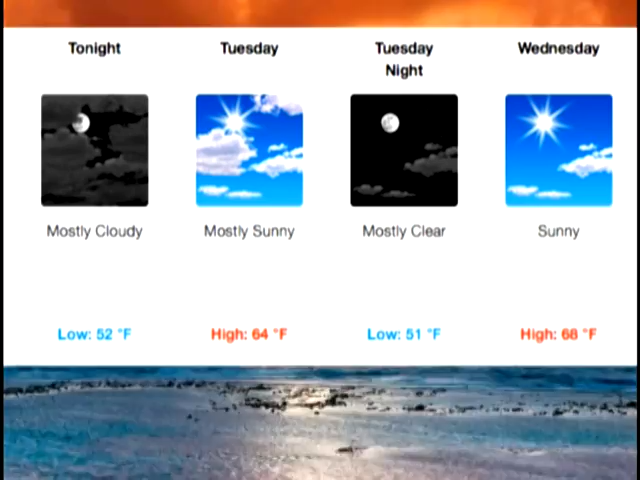 Tonight
Tuesday
Tuesday
Night
Wednesday
Mostly Cloudy
Mostly Sunny
Mostly Clear
Sunny
Low: 52 °F
High: 64 °F
Low: 51 °F
High: 68 °F